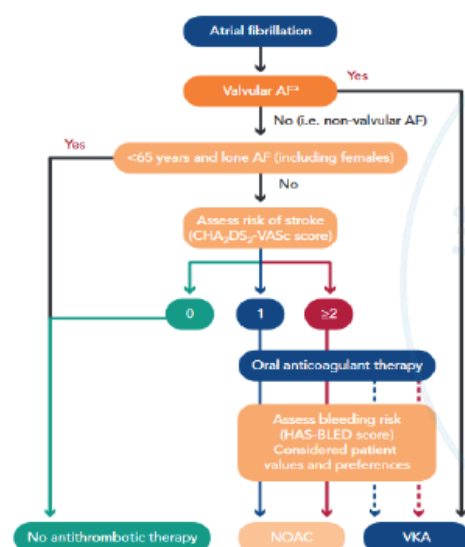 Atrial fibrillation
Valvular AFᵃ
Yes
No (i.e. non-valvular AF)
Yes
<65 years and lone AF (including females)
No
Assess risk of stroke
(CHA₂DS₂-VASc score)
0
1
≥2
Oral anticoagulant therapy
Assess bleeding risk
(HAS-BLED score)
Considered patient
values and preferences
No antithrombotic therapy
NOAC
VKA